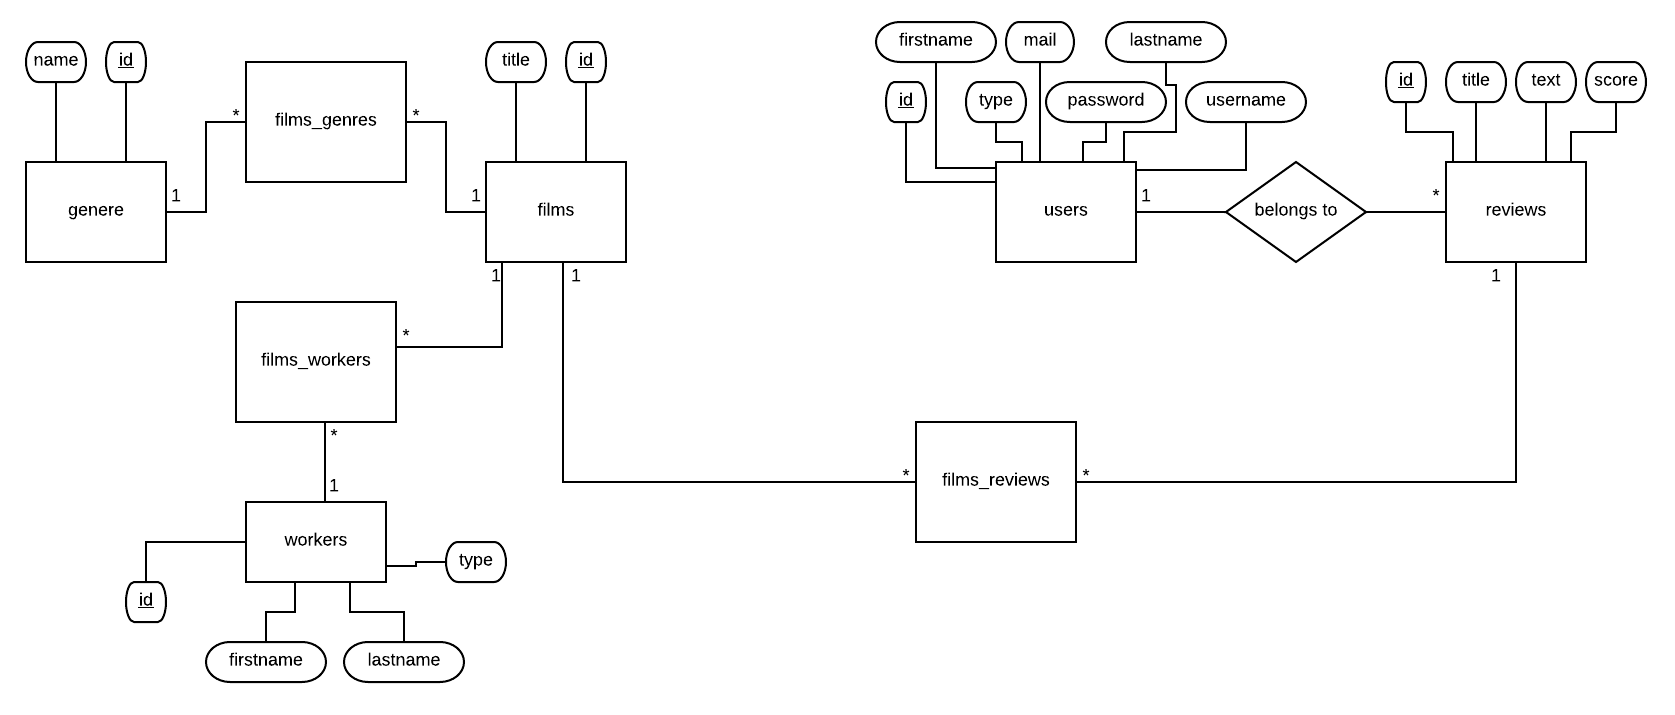 firstname
mail
lastname
name
id
title
id
id
title
text
score
id
type
password
username
*
films_genres
*
1
1
1
*
genere
films
users
belongs to
reviews
1
1
1
*
films_workers
*
1
*
films_reviews
*
workers
type
id
firstname
lastname